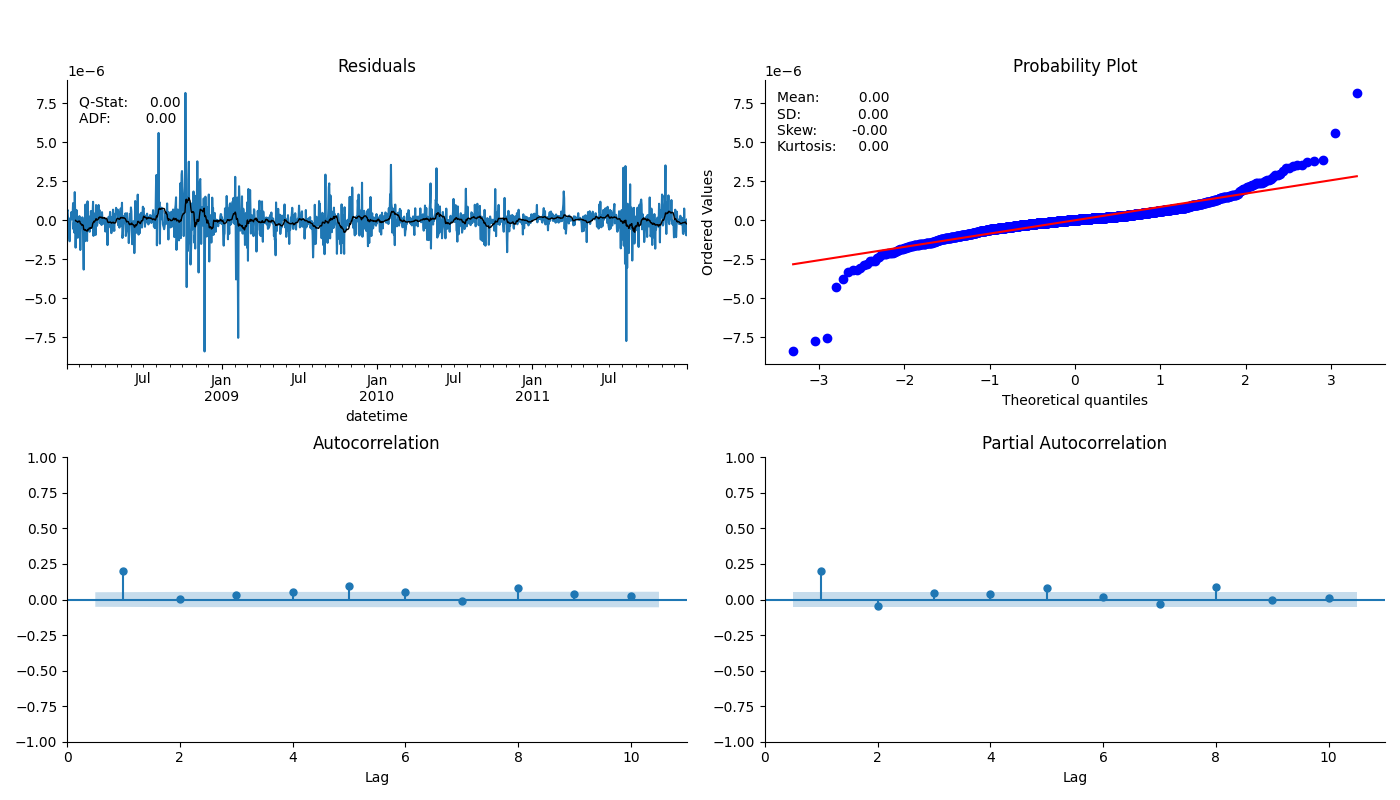 Residuals
1e−6
Q-Stat: 0.00
ADF: 0.00
7.5
5.0
2.5
0.0
−2.5
−5.0
−7.5
Jul
Jan
2009
Jul
Jan
2010
Jul
Jan
2011
Jul
datetime
Probability Plot
1e−6
Mean: 0.00
SD: 0.00
Skew: -0.00
Kurtosis: 0.00
Ordered Values
7.5
5.0
2.5
0.0
−2.5
−5.0
−7.5
−3 −2 −1 0 1 2 3
Theoretical quantiles
Autocorrelation
1.00
0.75
0.50
0.25
0.00
−0.25
−0.50
−0.75
−1.00
0 2 4 6 8 10
Lag
Partial Autocorrelation
1.00
0.75
0.50
0.25
0.00
−0.25
−0.50
−0.75
−1.00
0 2 4 6 8 10
Lag